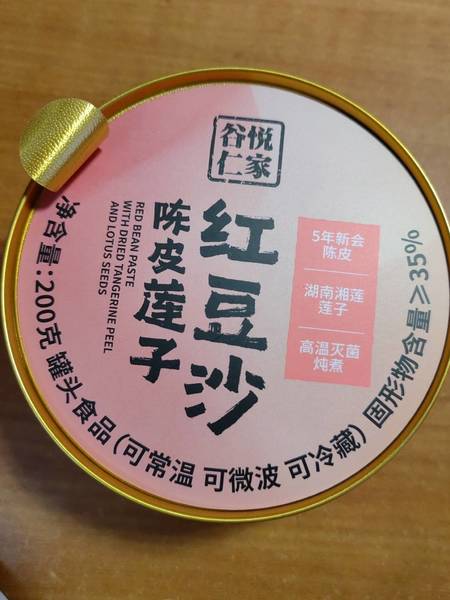 谷悦
仁家
红豆沙
陈皮莲子
RED BEAN PASTE
WITH DRIED TANGERINE PEEL
AND LOTUS SEEDS
5年新会
陈皮
湖南湘莲
莲子
高温灭菌
炖煮
净含量:200克 罐头食品(可常温 可微波 可冷藏) 固形物含量≥35%